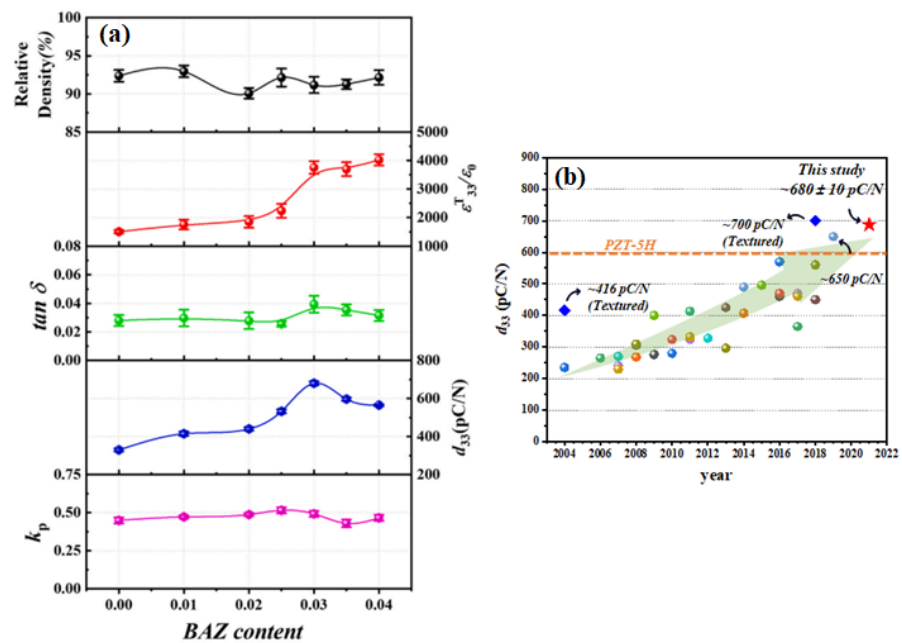 (a)
Relative
Density(%)
100
95
90
85
5000
4000
3000
2000
1000
εᵀ₃₃/ε₀
0.08
0.06
0.04
0.02
0.00
tan δ
800
600
400
200
d₃₃(pC/N)
0.75
0.50
0.25
0.00
kₚ
0.00 0.01 0.02 0.03 0.04
BAZ content
(b)
This study
~680 ± 10 pC/N
~700 pC/N
(Textured)
PZT-5H
~650 pC/N
~416 pC/N
(Textured)
900
800
700
600
500
400
300
200
100
0
d₃₃ (pC/N)
2004 2006 2008 2010 2012 2014 2016 2018 2020 2022
year